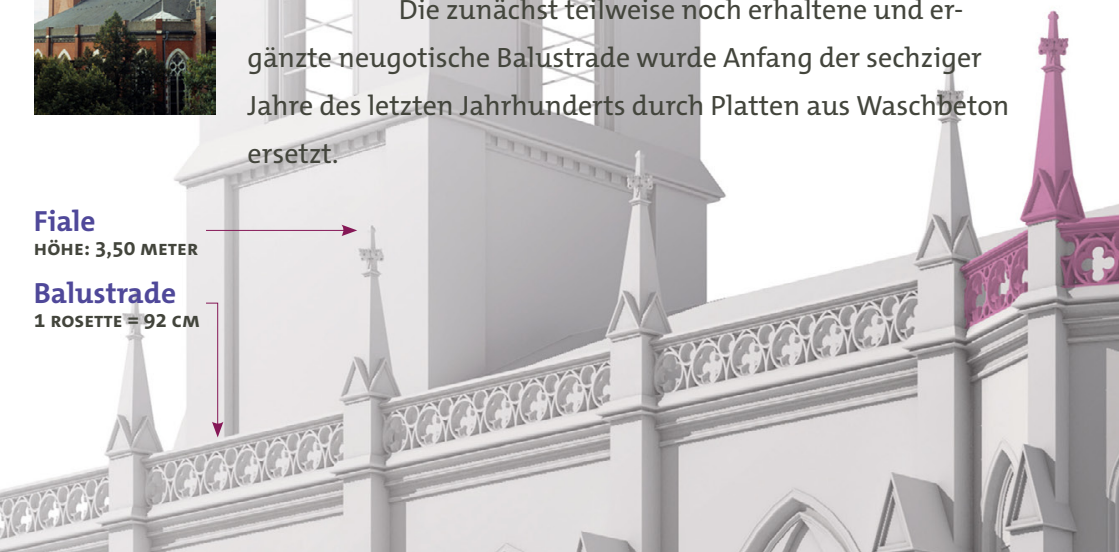 Die zunächst teilweise noch erhaltene und er-
gänzte neugotische Balustrade wurde Anfang der sechziger
Jahre des letzten Jahrhunderts durch Platten aus Waschbeton
ersetzt.
Fiale
HÖHE: 3,50 METER
Balustrade
1 ROSETTE = 92 CM